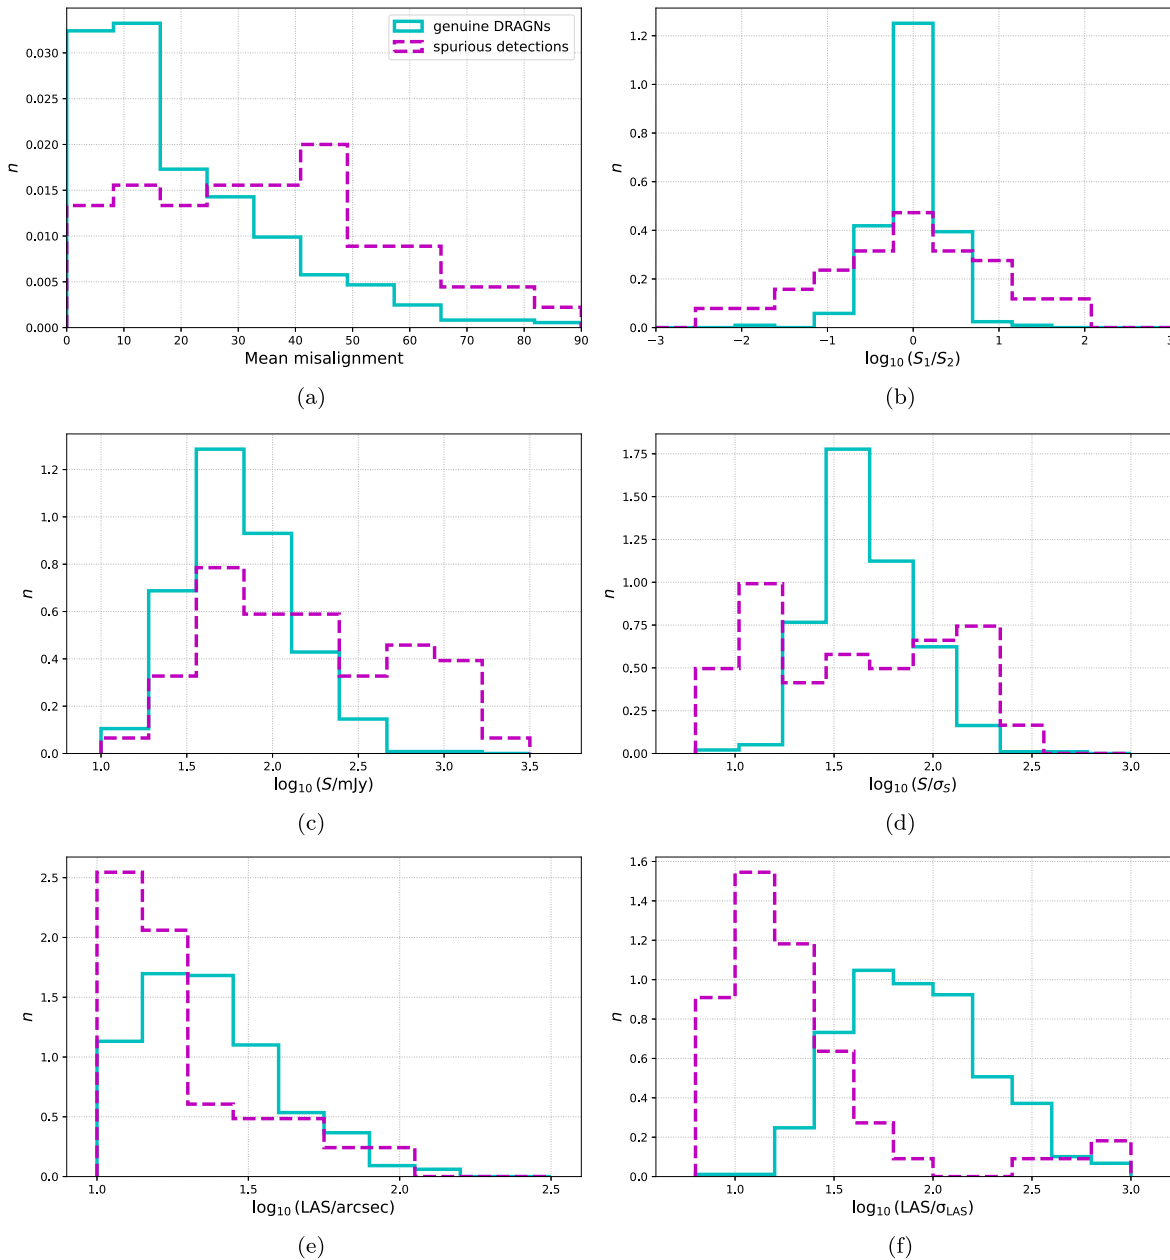 genuine DRAGNs
spurious detections
0.030
0.025
0.020
0.015
0.010
0.005
0.000
n
0 10 20 30 40 50 60 70 80 90
Mean misalignment
(a)
1.2
1.0
0.8
0.6
0.4
0.2
0.0
n
−3 −2 −1 0 1 2 3
log₁₀ (S₁/S₂)
(b)
1.2
1.0
0.8
0.6
0.4
0.2
0.0
n
1.0 1.5 2.0 2.5 3.0 3.5
log₁₀ (S/mJy)
(c)
1.75
1.50
1.25
1.00
0.75
0.50
0.25
0.00
n
1.0 1.5 2.0 2.5 3.0
log₁₀ (S/σ_S)
(d)
2.5
2.0
1.5
1.0
0.5
0.0
n
1.0 1.5 2.0 2.5
log₁₀ (LAS/arcsec)
(e)
1.6
1.4
1.2
1.0
0.8
0.6
0.4
0.2
0.0
n
1.0 1.5 2.0 2.5 3.0
log₁₀ (LAS/σ_LAS)
(f)